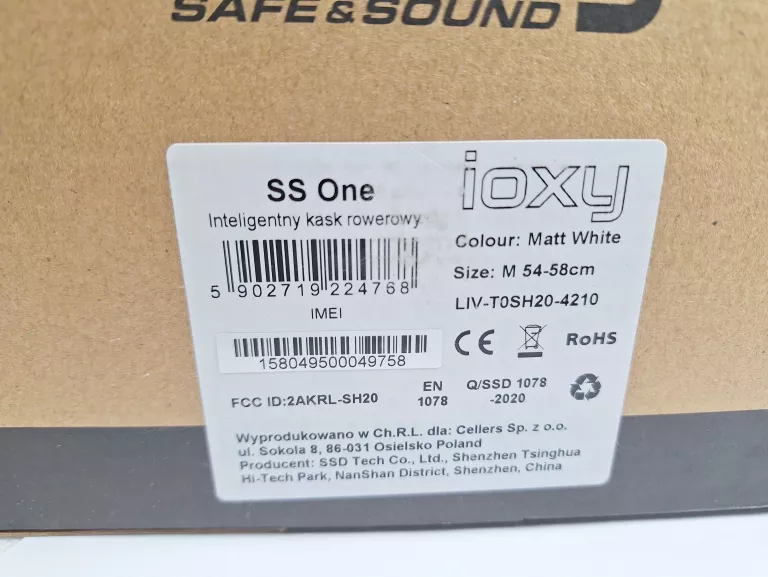 SAFE & SOUND
SS One
Inteligentny kask rowerowy
5 902719 224768
IMEI
158049500049758
FCC ID:2AKRL-SH20
ioxy
Colour: Matt White
Size: M 54-58cm
LIV-T0SH20-4210
CE
RoHS
EN
1078
Q/SSD 1078
-2020
Wyprodukowano w Ch.R.L. dla: Cellers Sp. z o.o.
ul. Sokola 8, 86-031 Osielsko Poland
Producent: SSD Tech Co., Ltd., Shenzhen Tsinghua
Hi-Tech Park, NanShan District, Shenzhen, China